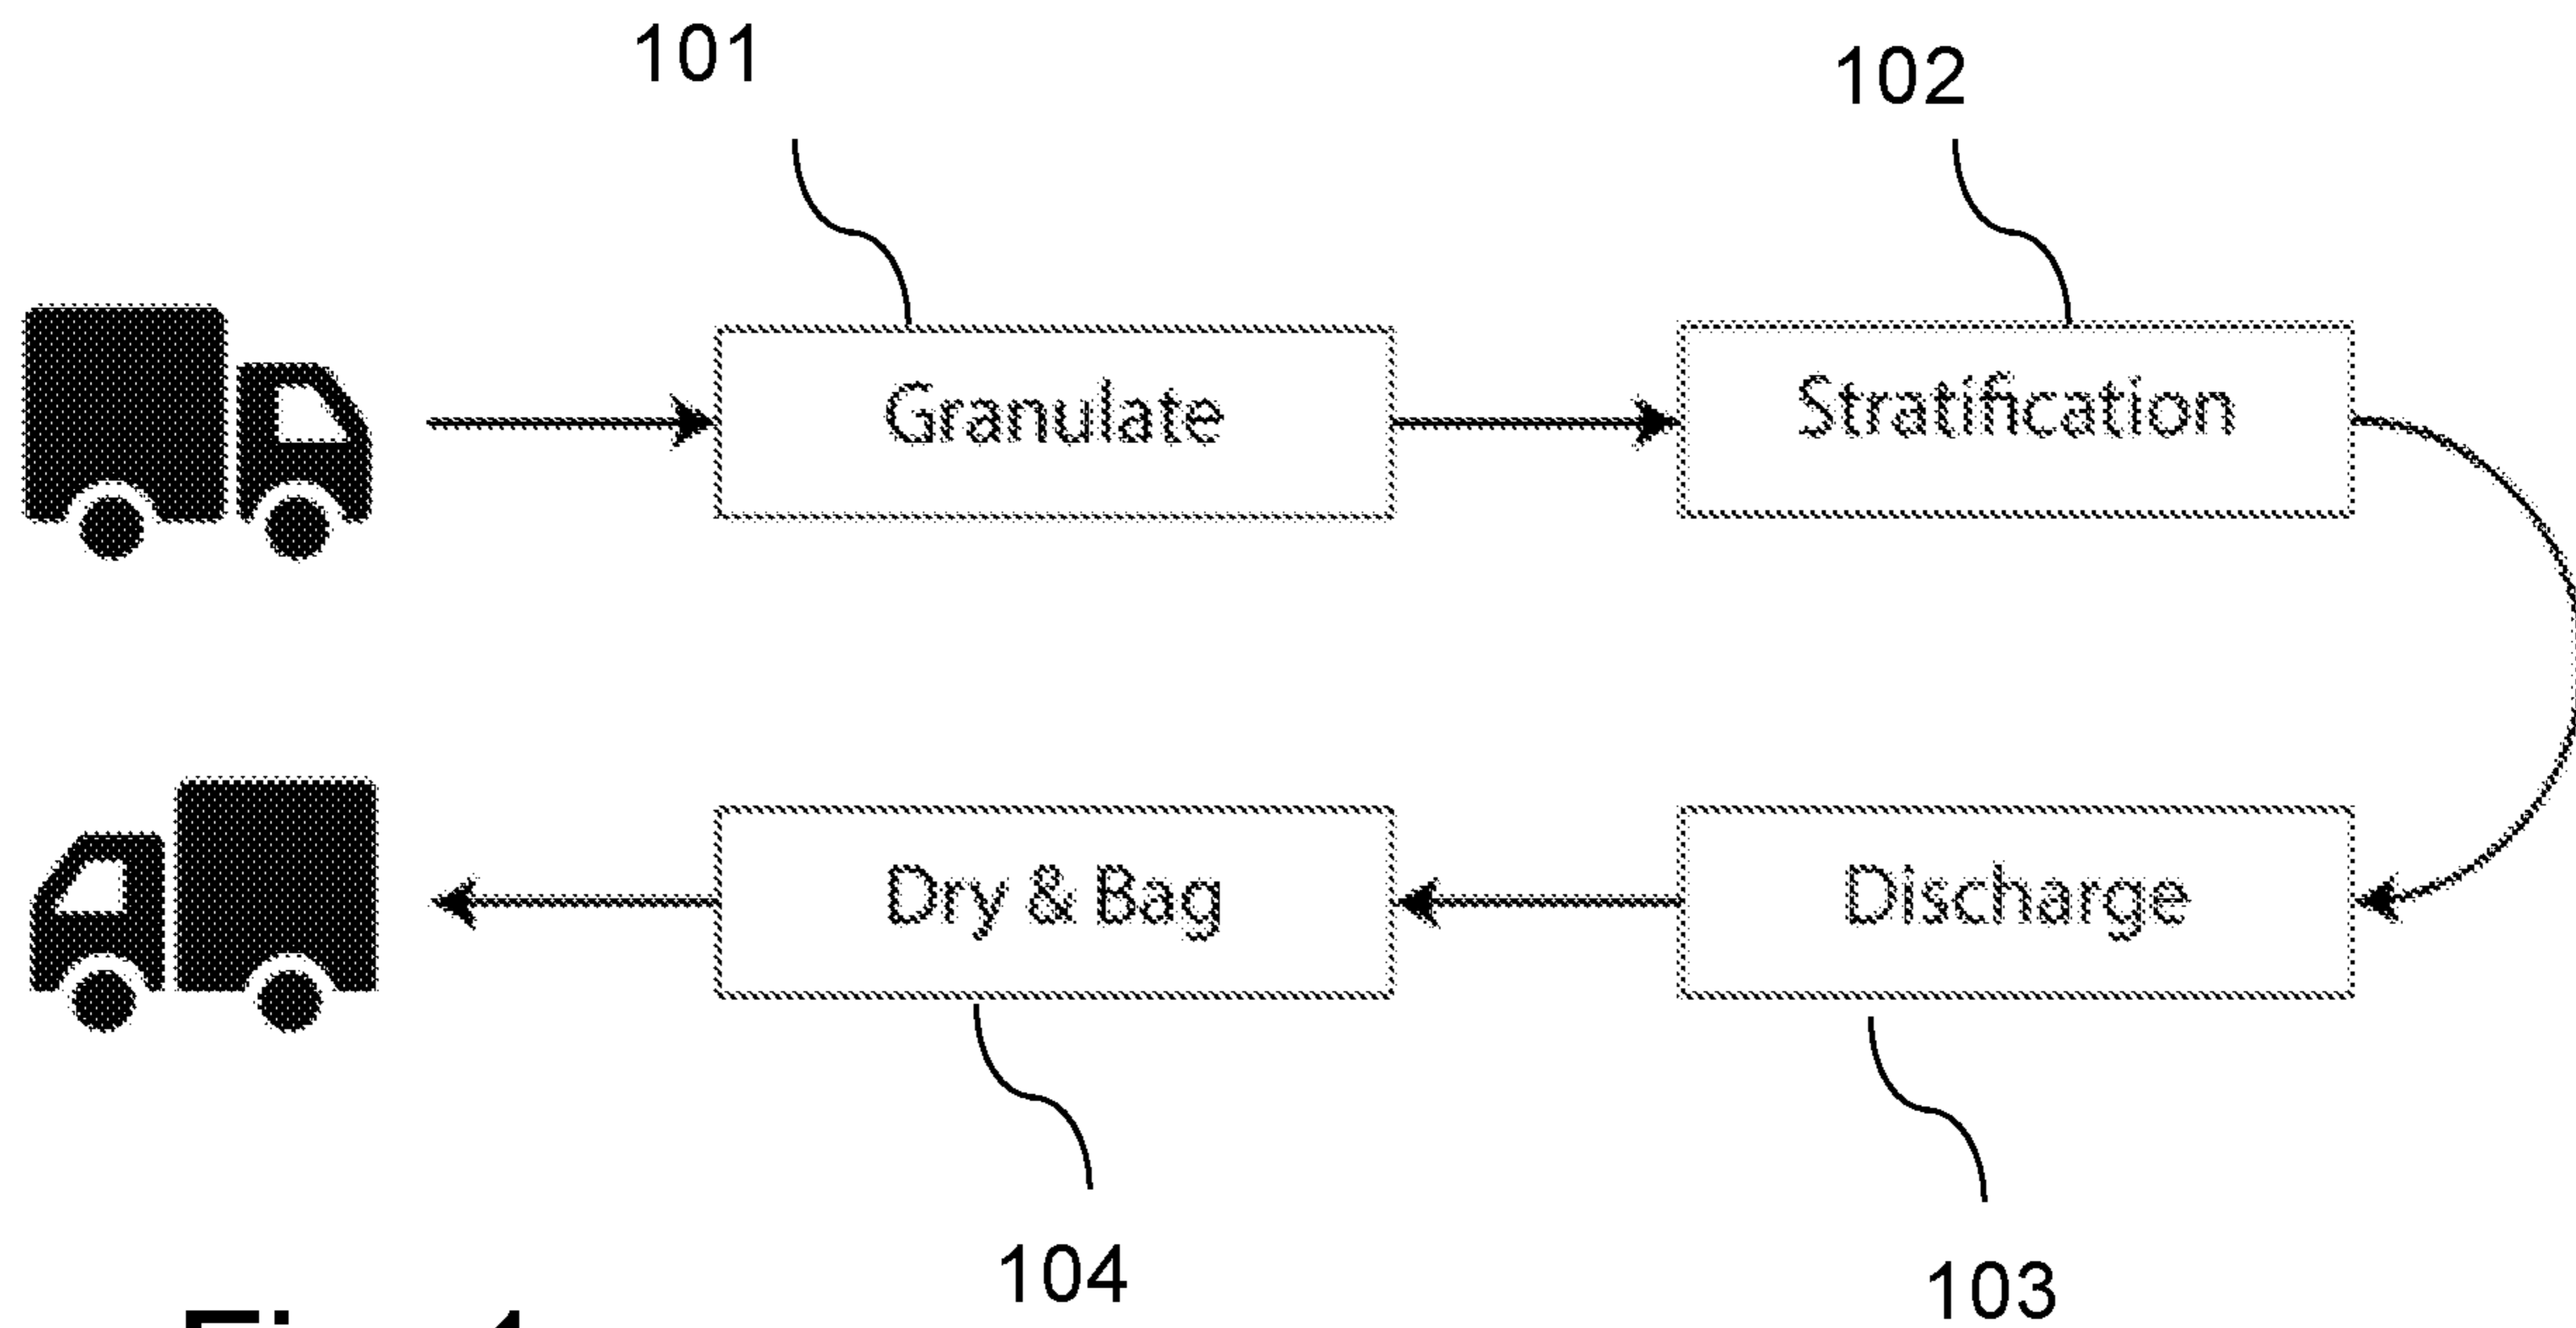 101
102
Granulate
Stratification
Dry & Bag
Discharge
104
103